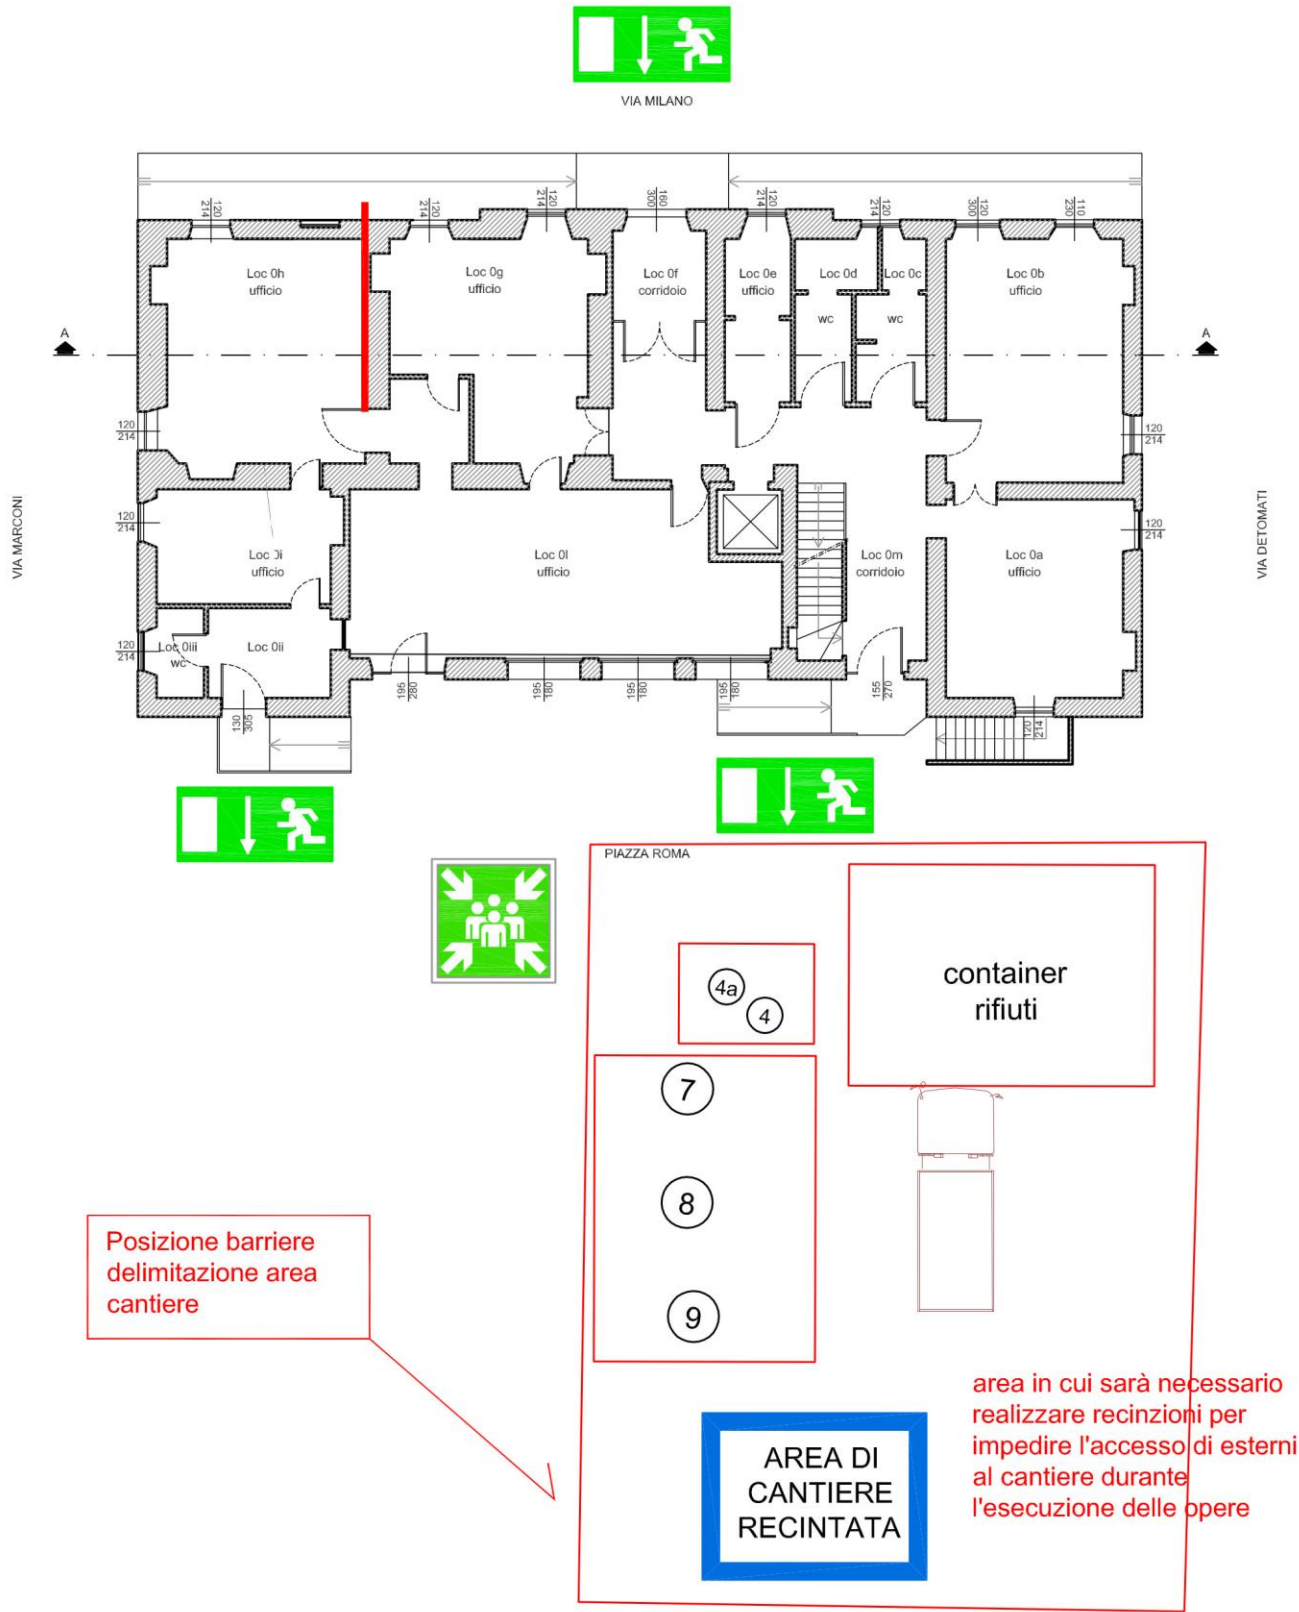 VIA MILANO
120
214
120
214
120
214
160
300
120
214
120
214
120
300
110
230
Loc 0h
ufficio
Loc 0g
ufficio
Loc 0f
corridoio
Loc 0e
ufficio
Loc 0d
Loc 0c
Loc 0b
ufficio
wc
wc
A
A
120
214
120
214
VIA MARCONI
VIA DETOMATI
120
214
120
214
Loc 0i
ufficio
Loc 0l
ufficio
Loc 0m
corridoio
Loc 0a
ufficio
120
214
Loc 0iii
wc
Loc 0ii
130
305
195
280
195
180
195
180
195
180
155
270
120
214
PIAZZA ROMA
container
rifiuti
4a
4
7
8
9
Posizione barriere
delimitazione area
cantiere
area in cui sarà necessario
realizzare recinzioni per
impedire l'accesso di esterni
al cantiere durante
l'esecuzione delle opere
AREA DI
CANTIERE
RECINTATA